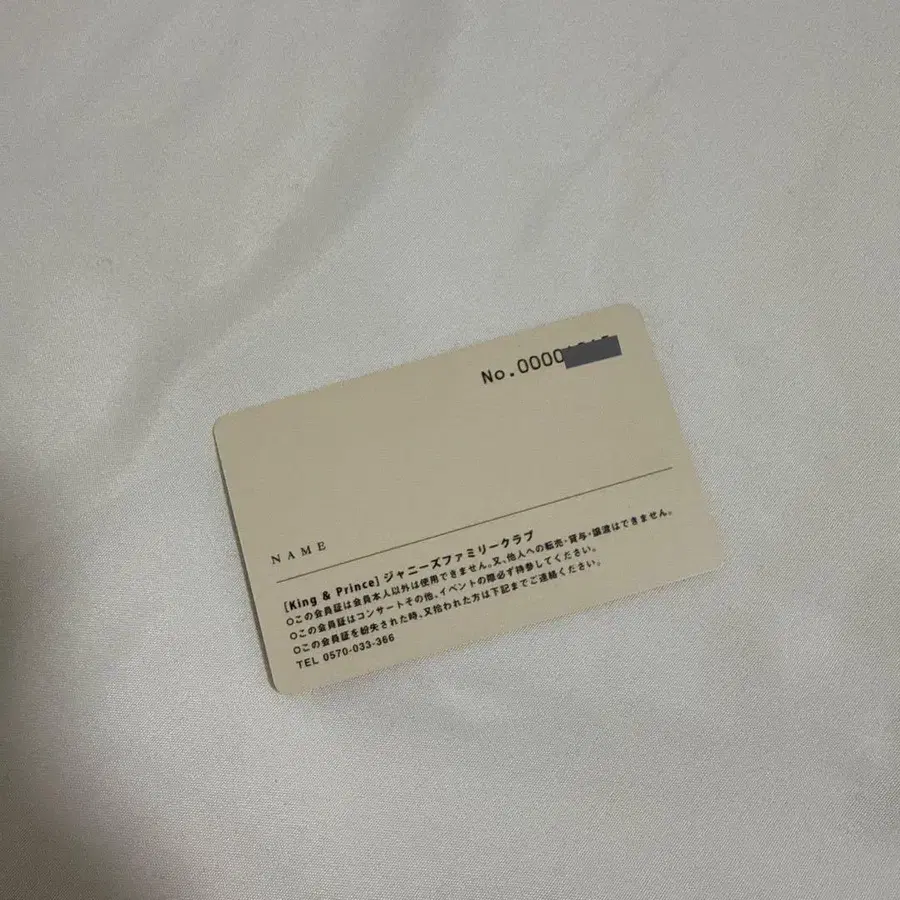 No.0000
NAME
[King & Prince] ジャニーズファミリークラブ
○この会員証は会員本人以外は使用できません。又、他人への転売・貸与・譲渡はできません。
○この会員証はコンサートその他、イベントの際必ず持参してください。
○この会員証を紛失された時、又拾われた方は下記までご連絡ください。
TEL 0570-033-366